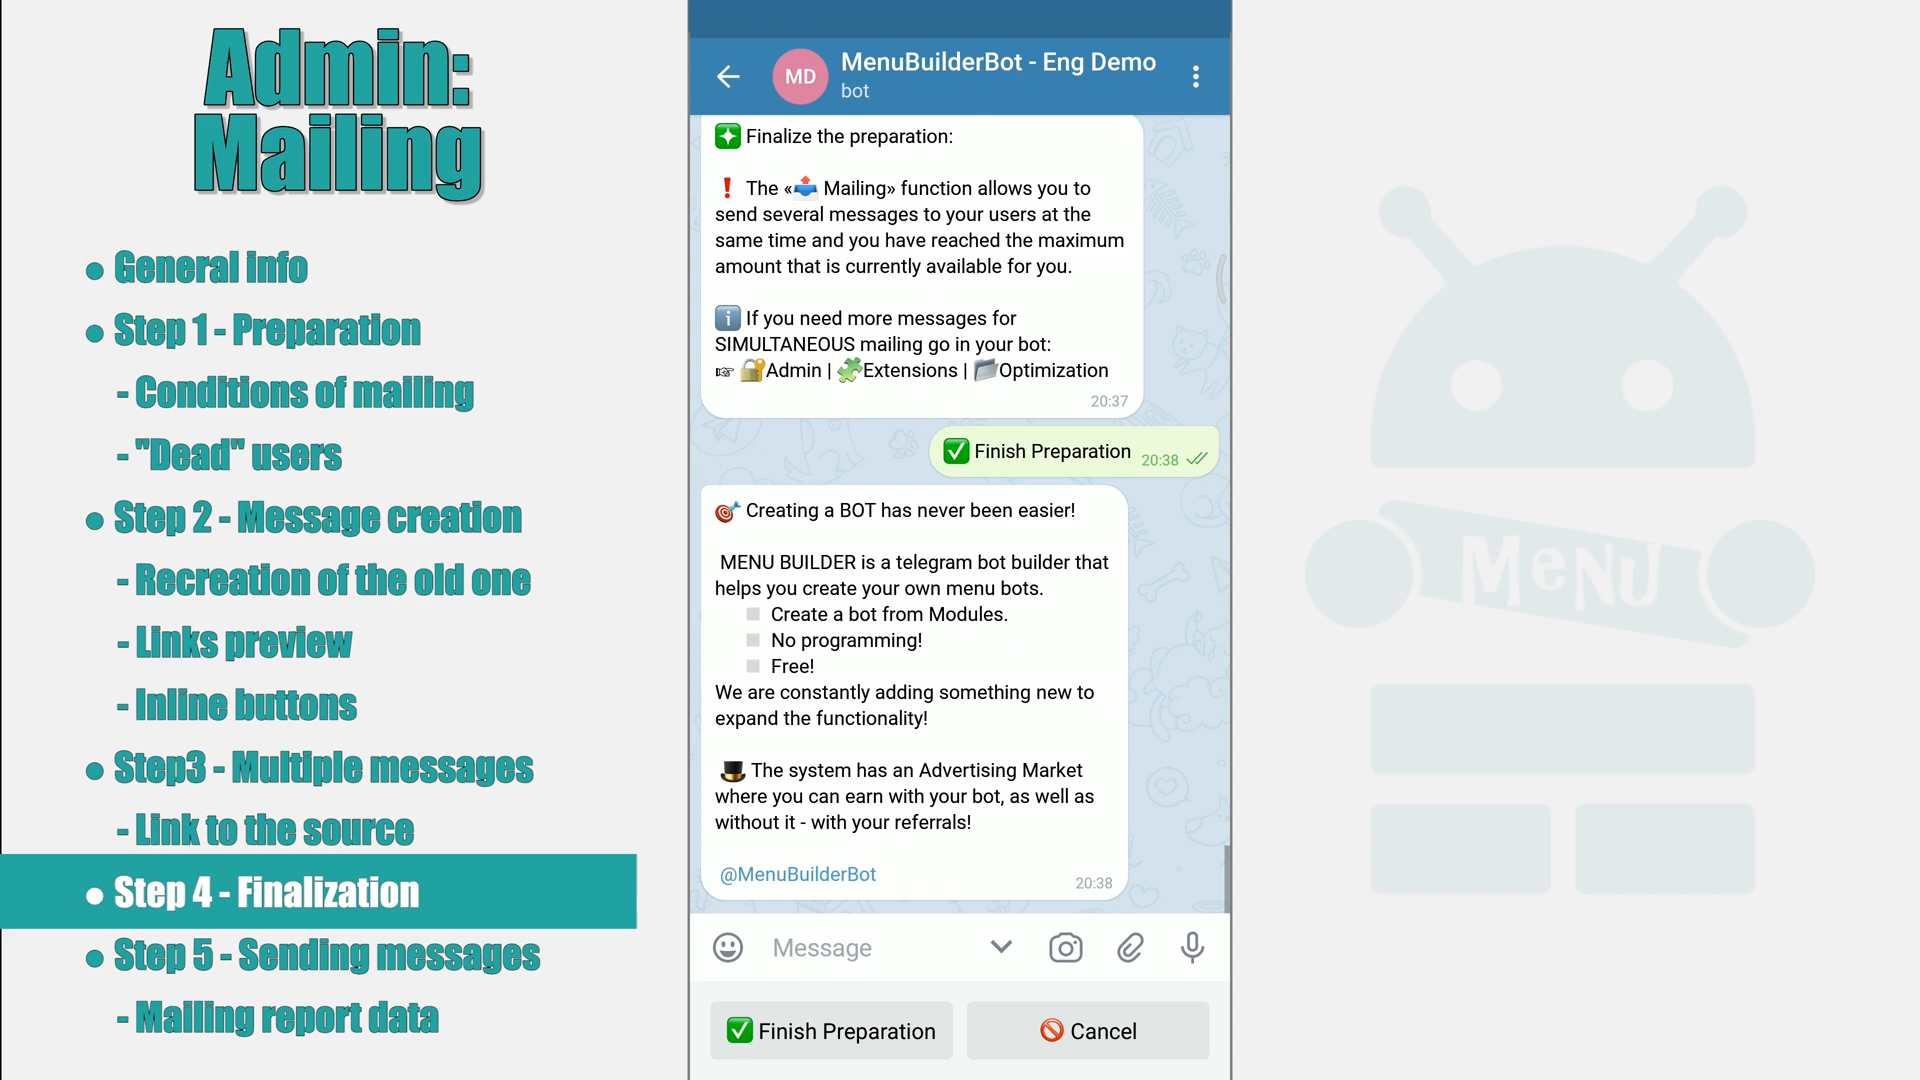 Admin:
Mailing
● General info
● Step 1 - Preparation
- Conditions of mailing
- "Dead" users
● Step 2 - Message creation
- Recreation of the old one
- Links preview
- Inline buttons
● Step3 - Multiple messages
- Link to the source
● Step 4 - Finalization
● Step 5 - Sending messages
- Mailing report data
MD
MenuBuilderBot - Eng Demo
bot
Finalize the preparation:
❗ The «📤 Mailing» function allows you to
send several messages to your users at the
same time and you have reached the maximum
amount that is currently available for you.
ℹ️ If you need more messages for
SIMULTANEOUS mailing go in your bot:
☞ 🔐Admin | 🧩Extensions | 📂Optimization
20:37
✅ Finish Preparation 20:38
🎯 Creating a BOT has never been easier!
MENU BUILDER is a telegram bot builder that
helps you create your own menu bots.
◽ Create a bot from Modules.
◽ No programming!
◽ Free!
We are constantly adding something new to
expand the functionality!
🎩 The system has an Advertising Market
where you can earn with your bot, as well as
without it - with your referrals!
@MenuBuilderBot
20:38
Message
✅ Finish Preparation
🚫 Cancel
MeNU